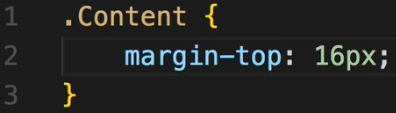 1 .Content {
2     margin-top: 16px;
3 }